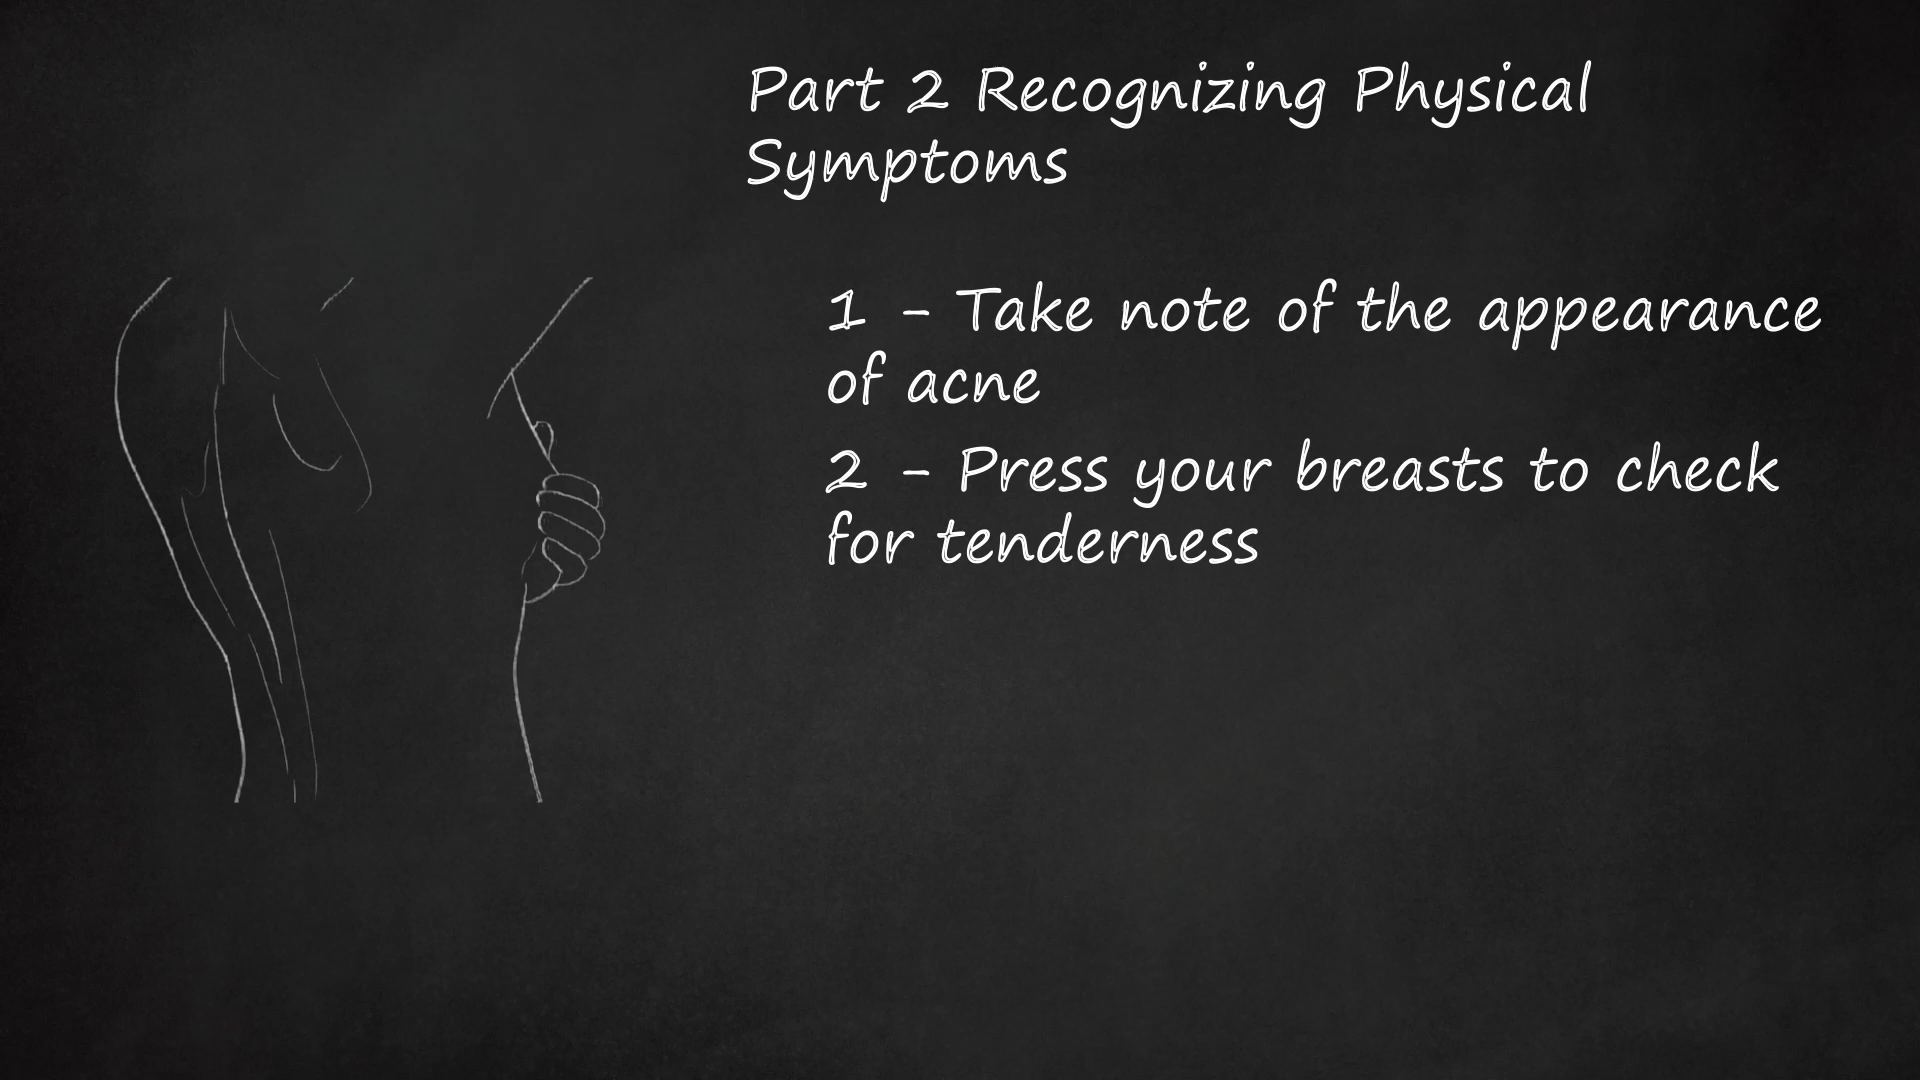 Part 2 Recognizing Physical
Symptoms
1 - Take note of the appearance
of acne
2 - Press your breasts to check
for tenderness